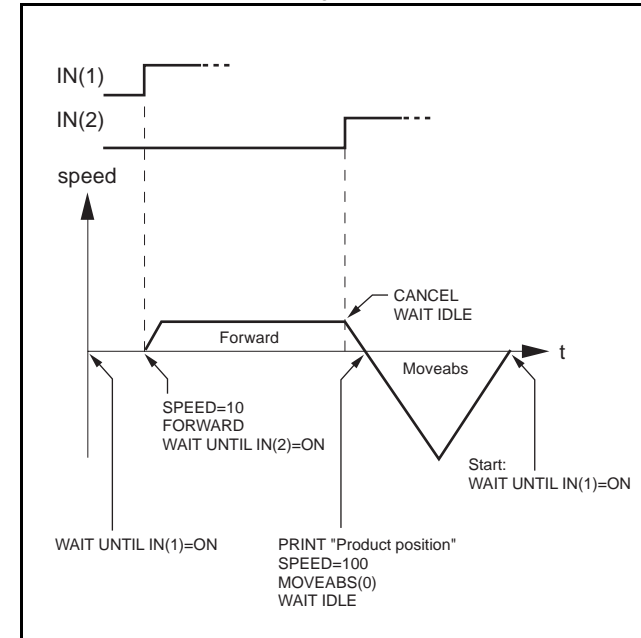 IN(1)
IN(2)
speed
CANCEL
WAIT IDLE
Forward
t
Moveabs
SPEED=10
FORWARD
WAIT UNTIL IN(2)=ON
Start:
WAIT UNTIL IN(1)=ON
WAIT UNTIL IN(1)=ON
PRINT "Product position"
SPEED=100
MOVEABS(0)
WAIT IDLE